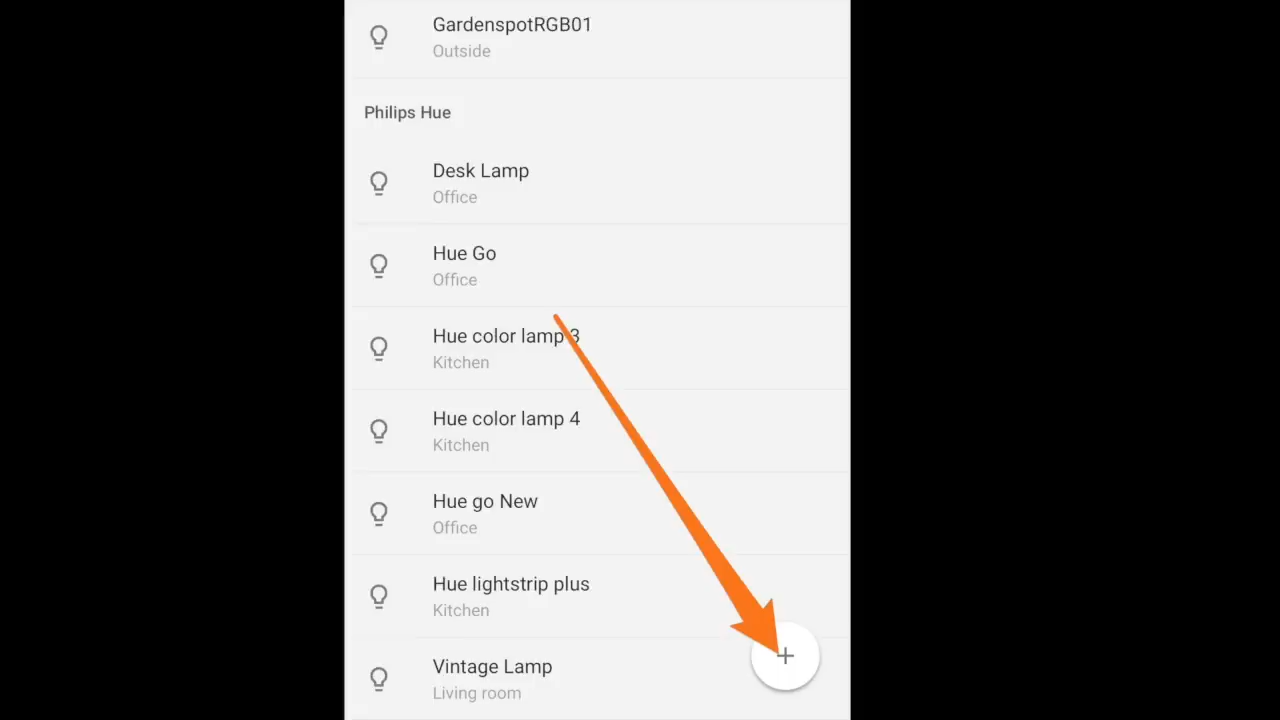 GardenspotRGB01
Outside
Philips Hue
Desk Lamp
Office
Hue Go
Office
Hue color lamp 3
Kitchen
Hue color lamp 4
Kitchen
Hue go New
Office
Hue lightstrip plus
Kitchen
Vintage Lamp
Living room